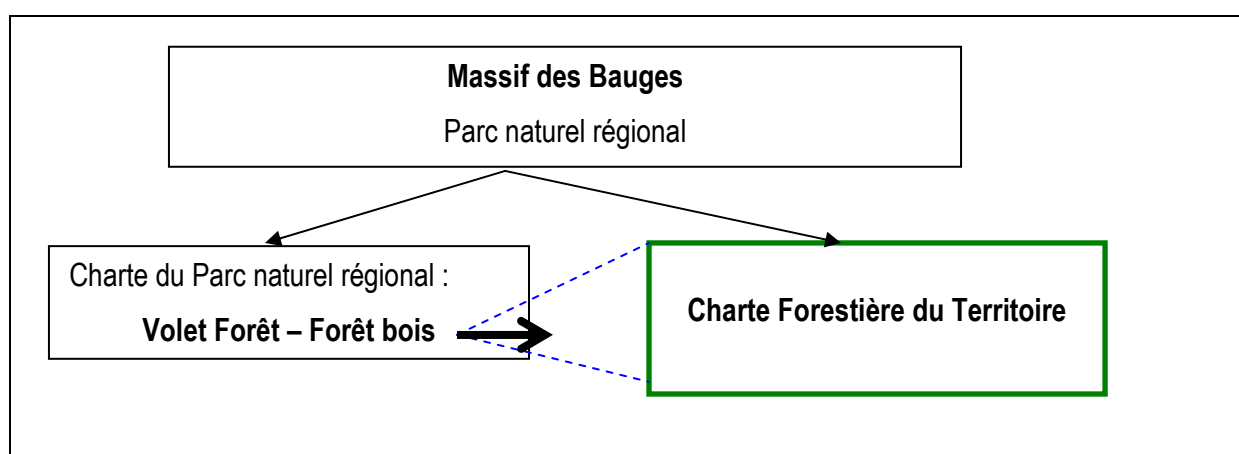 Massif des Bauges
Parc naturel régional
Charte du Parc naturel régional :
Volet Forêt – Forêt bois
Charte Forestière du Territoire